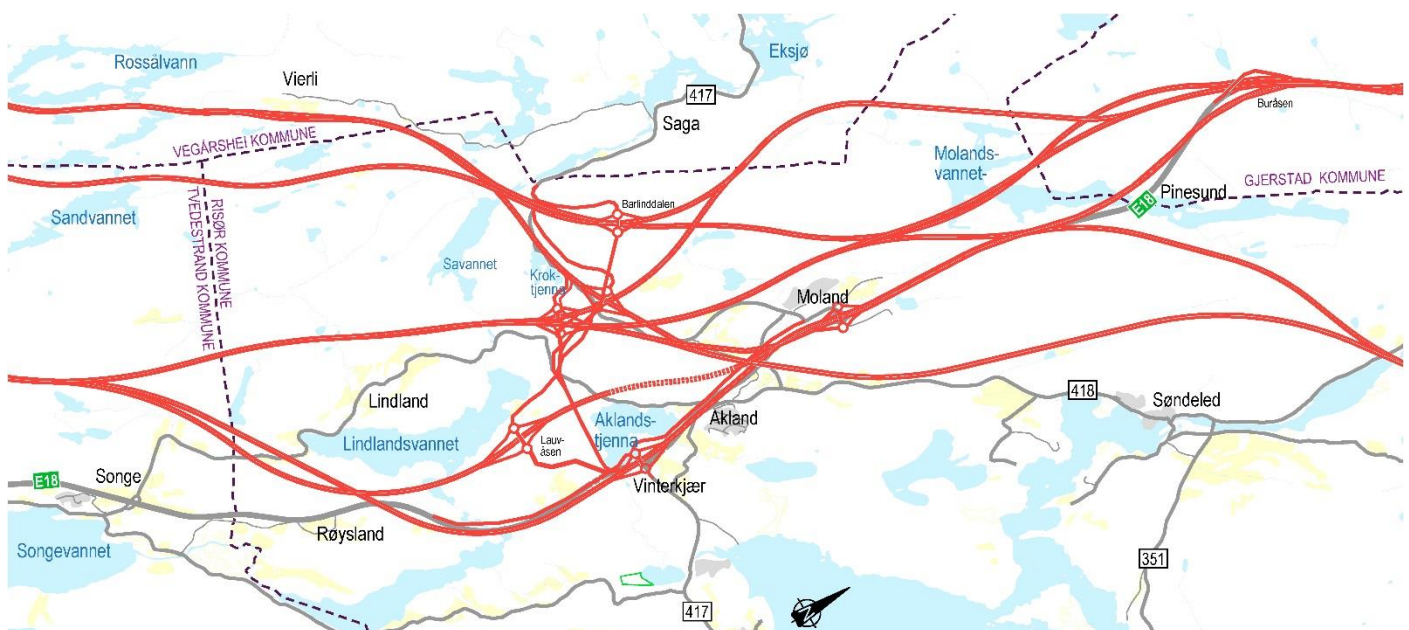 Rossålvann
Vierli
Eksjø
417
Saga
Buråsen
VEGÅRSHEI KOMMUNE
Molands-
vannet-
Pinesund
GJERSTAD KOMMUNE
E18
Sandvannet
RISØR KOMMUNE
TVEDESTRAND KOMMUNE
Barlinddalen
Savannet
Krok-
tjenna
Moland
Lindland
Lindlandsvannet
Aklands-
tjenna
Akland
418
Søndeled
Lauv-
åsen
E18
Songe
Vinterkjær
Røysland
Songevannet
351
417
N